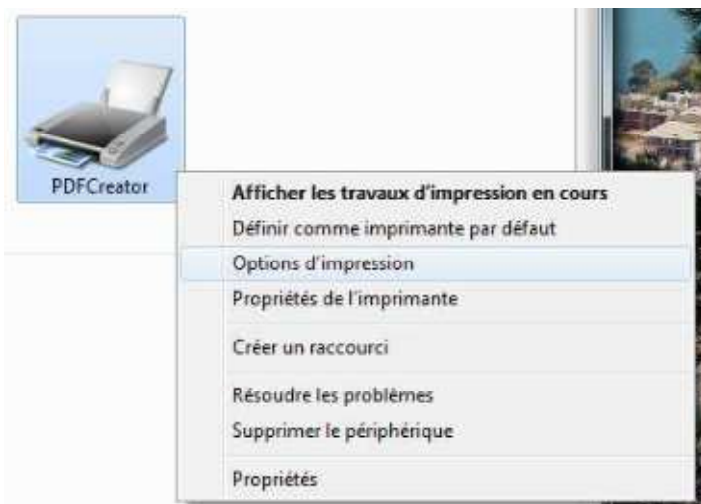 PDFCreator
Afficher les travaux d'impression en cours
Définir comme imprimante par défaut
Options d'impression
Propriétés de l'imprimante
Créer un raccourci
Résoudre les problèmes
Supprimer le périphérique
Propriétés